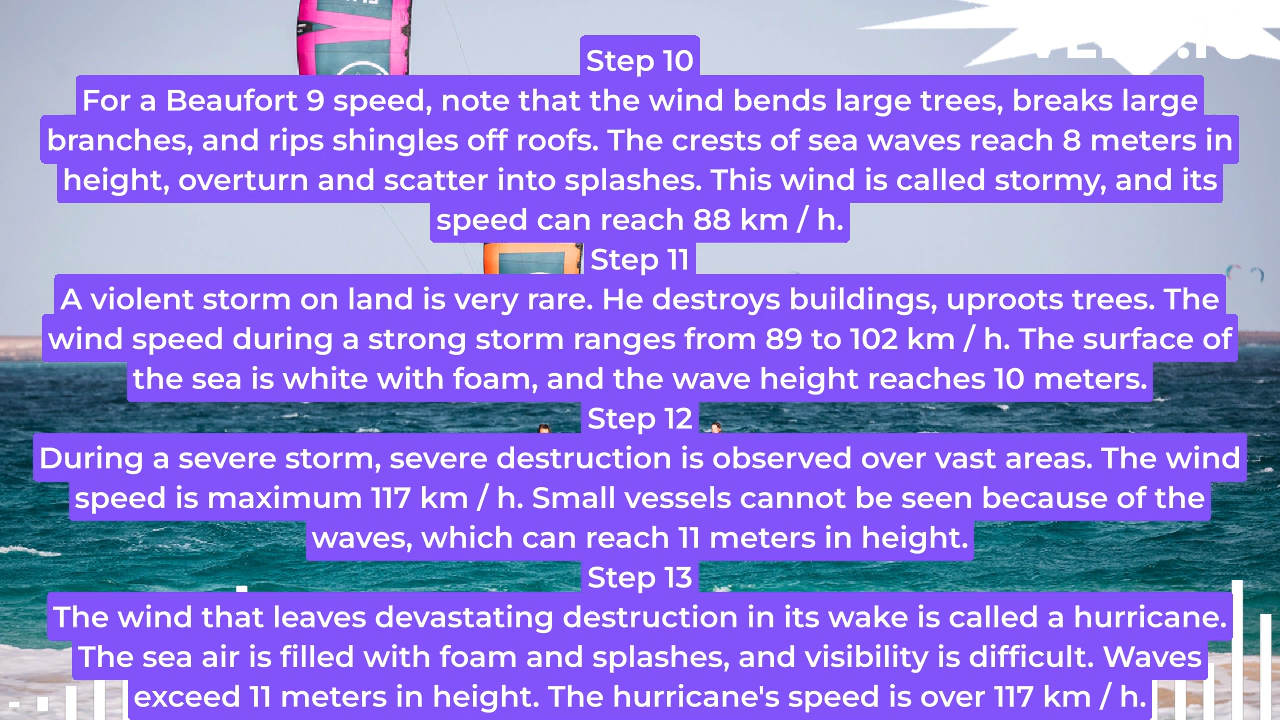 Step 10
For a Beaufort 9 speed, note that the wind bends large trees, breaks large
branches, and rips shingles off roofs. The crests of sea waves reach 8 meters in
height, overturn and scatter into splashes. This wind is called stormy, and its
speed can reach 88 km / h.
Step 11
A violent storm on land is very rare. He destroys buildings, uproots trees. The
wind speed during a strong storm ranges from 89 to 102 km / h. The surface of
the sea is white with foam, and the wave height reaches 10 meters.
Step 12
During a severe storm, severe destruction is observed over vast areas. The wind
speed is maximum 117 km / h. Small vessels cannot be seen because of the
waves, which can reach 11 meters in height.
Step 13
The wind that leaves devastating destruction in its wake is called a hurricane.
The sea air is filled with foam and splashes, and visibility is difficult. Waves
exceed 11 meters in height. The hurricane's speed is over 117 km / h.